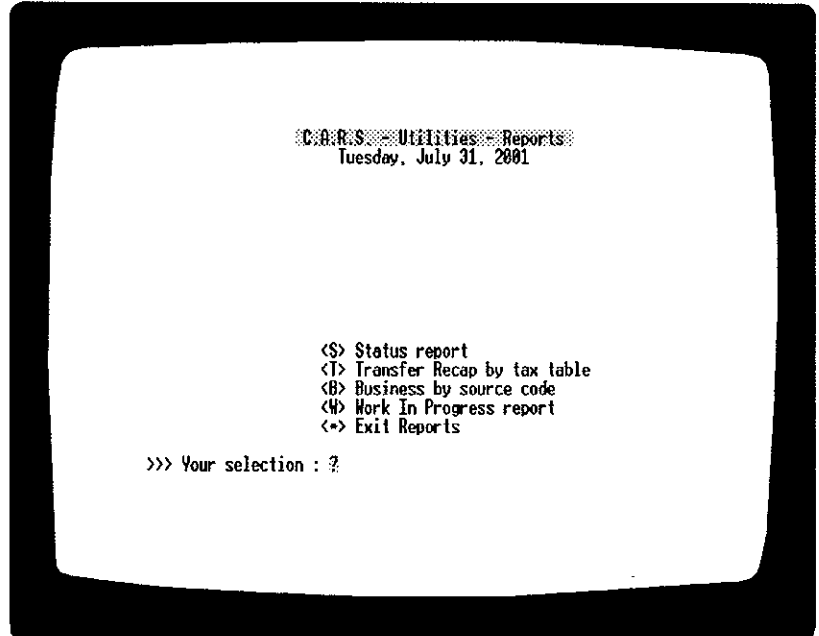 C.A.R.S. - Utilities - Reports
Tuesday, July 31, 2001
<S> Status report
<T> Transfer Recap by tax table
<B> Business by source code
<W> Work In Progress report
<*> Exit Reports
>>> Your selection : ?